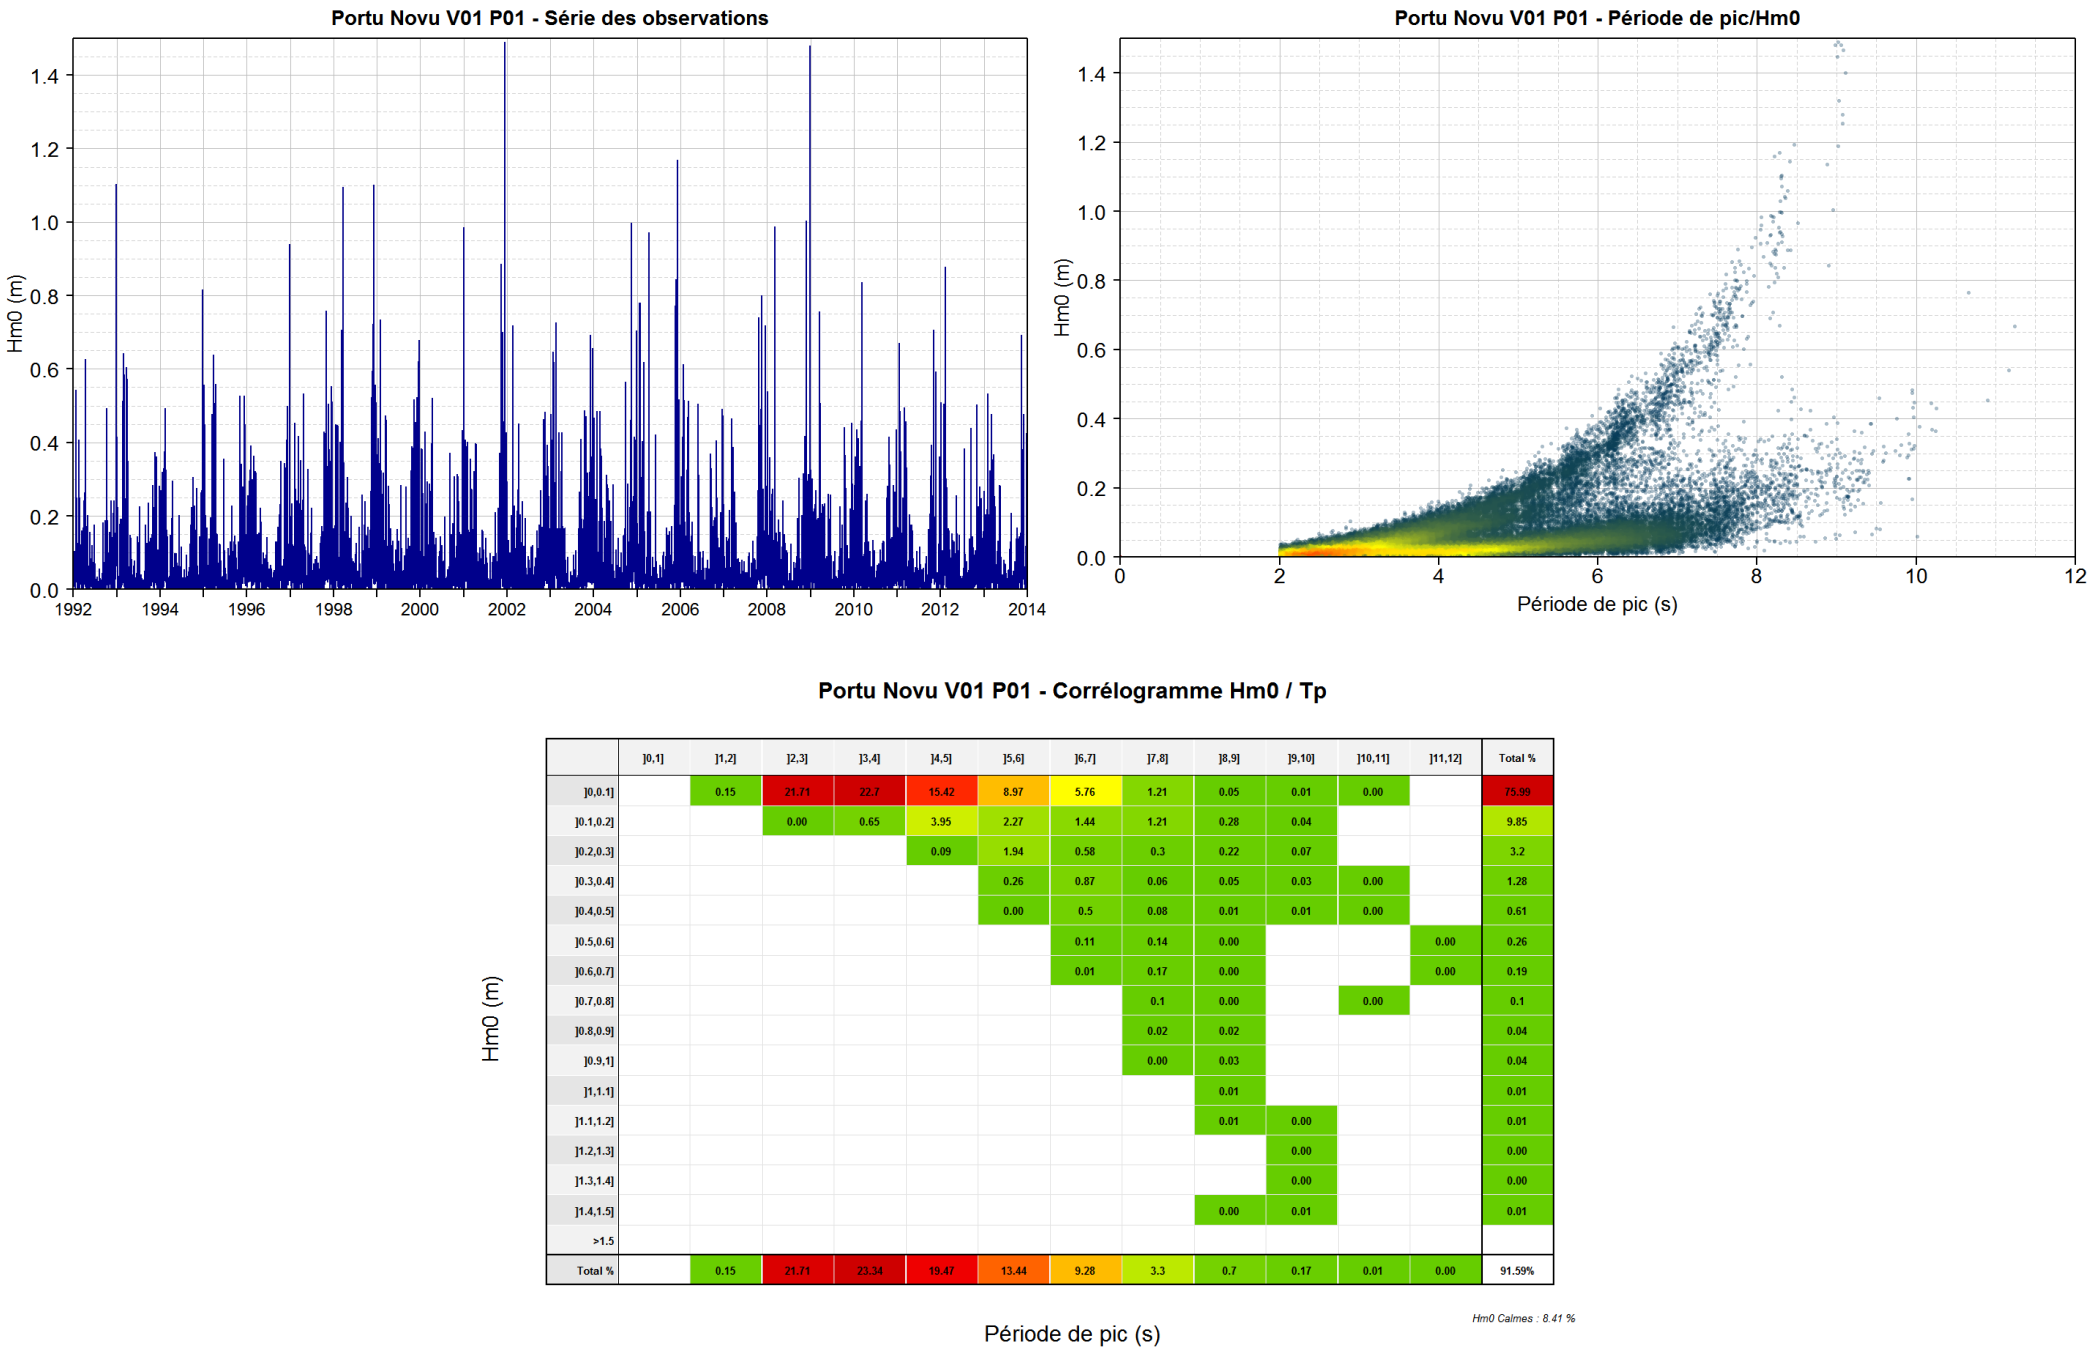 Portu Novu V01 P01 - Série des observations
Hm0 (m)
1.4
1.2
1.0
0.8
0.6
0.4
0.2
0.0
1992 1994 1996 1998 2000 2002 2004 2006 2008 2010 2012 2014
Portu Novu V01 P01 - Période de pic/Hm0
Hm0 (m)
1.4
1.2
1.0
0.8
0.6
0.4
0.2
0.0
0 2 4 6 8 10 12
Période de pic (s)
Portu Novu V01 P01 - Corrélogramme Hm0 / Tp
Hm0 (m)
]0,1] ]1,2] ]2,3] ]3,4] ]4,5] ]5,6] ]6,7] ]7,8] ]8,9] ]9,10] ]10,11] ]11,12] Total %
]0,0.1] 0.15 21.71 22.7 15.42 8.97 5.76 1.21 0.05 0.01 0.00 75.99
]0.1,0.2] 0.00 0.65 3.95 2.27 1.44 1.21 0.28 0.04 9.85
]0.2,0.3] 0.09 1.94 0.58 0.3 0.22 0.07 3.2
]0.3,0.4] 0.26 0.87 0.06 0.05 0.03 0.00 1.28
]0.4,0.5] 0.00 0.5 0.08 0.01 0.01 0.00 0.61
]0.5,0.6] 0.11 0.14 0.00 0.00 0.26
]0.6,0.7] 0.01 0.17 0.00 0.00 0.19
]0.7,0.8] 0.1 0.00 0.00 0.1
]0.8,0.9] 0.02 0.02 0.04
]0.9,1] 0.00 0.03 0.04
]1,1.1] 0.01 0.01
]1.1,1.2] 0.01 0.00 0.01
]1.2,1.3] 0.00 0.00
]1.3,1.4] 0.00 0.00
]1.4,1.5] 0.00 0.01 0.01
>1.5
Total % 0.15 21.71 23.34 19.47 13.44 9.28 3.3 0.7 0.17 0.01 0.00 91.59%
Hm0 Calmes : 8.41 %
Période de pic (s)